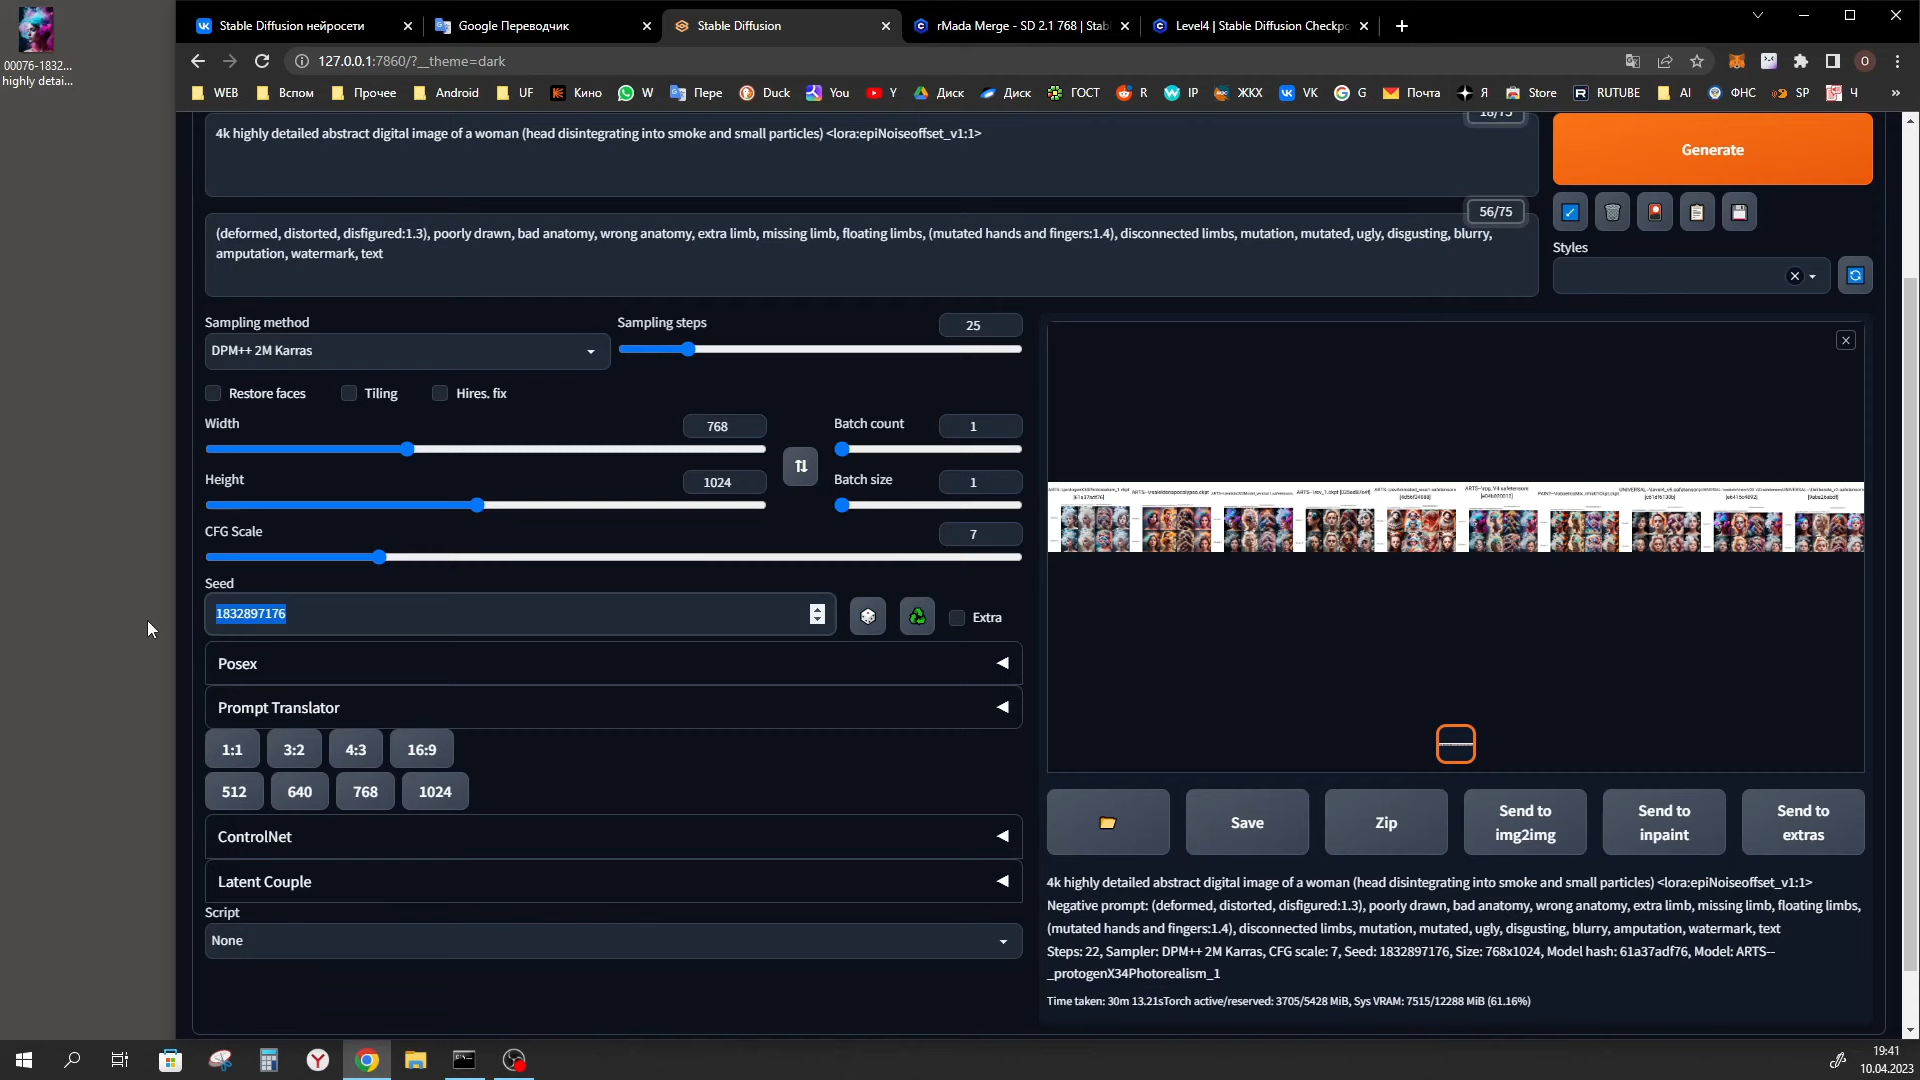 00076-1832...
highly detai...
Stable Diffusion нейросети
Google Переводчик
Stable Diffusion
rMada Merge - SD 2.1 768 | Stab
Level4 | Stable Diffusion Checkpo
127.0.0.1:7860/?__theme=dark
О
WEB
Вспом
Прочее
Android
UF
Кино
W
Пере
Duck
You
Y
Диск
Диск
ГОСТ
R
IP
ЖКХ
VK
G
Почта
Я
Store
RUTUBE
AI
ФНС
SP
Ч
»
18/75
4k highly detailed abstract digital image of a woman (head disintegrating into smoke and small particles) <lora:epiNoiseoffset_v1:1>
Generate
56/75
(deformed, distorted, disfigured:1.3), poorly drawn, bad anatomy, wrong anatomy, extra limb, missing limb, floating limbs, (mutated hands and fingers:1.4), disconnected limbs, mutation, mutated, ugly, disgusting, blurry,
amputation, watermark, text
Styles
Sampling method
DPM++ 2M Karras
Sampling steps
25
Restore faces
Tiling
Hires. fix
Width
768
Batch count
1
Height
1024
Batch size
1
CFG Scale
7
Seed
1832897176
Extra
Posex
Prompt Translator
1:1
3:2
4:3
16:9
512
640
768
1024
ControlNet
Latent Couple
Script
None
[61a37adf76]
Save
Zip
Send to
img2img
Send to
inpaint
Send to
extras
4k highly detailed abstract digital image of a woman (head disintegrating into smoke and small particles) <lora:epiNoiseoffset_v1:1>
Negative prompt: (deformed, distorted, disfigured:1.3), poorly drawn, bad anatomy, wrong anatomy, extra limb, missing limb, floating limbs,
(mutated hands and fingers:1.4), disconnected limbs, mutation, mutated, ugly, disgusting, blurry, amputation, watermark, text
Steps: 22, Sampler: DPM++ 2M Karras, CFG scale: 7, Seed: 1832897176, Size: 768x1024, Model hash: 61a37adf76, Model: ARTS--
_protogenX34Photorealism_1
Time taken: 30m 13.21sTorch active/reserved: 3705/5428 MiB, Sys VRAM: 7515/12288 MiB (61.16%)
19:41
10.04.2023